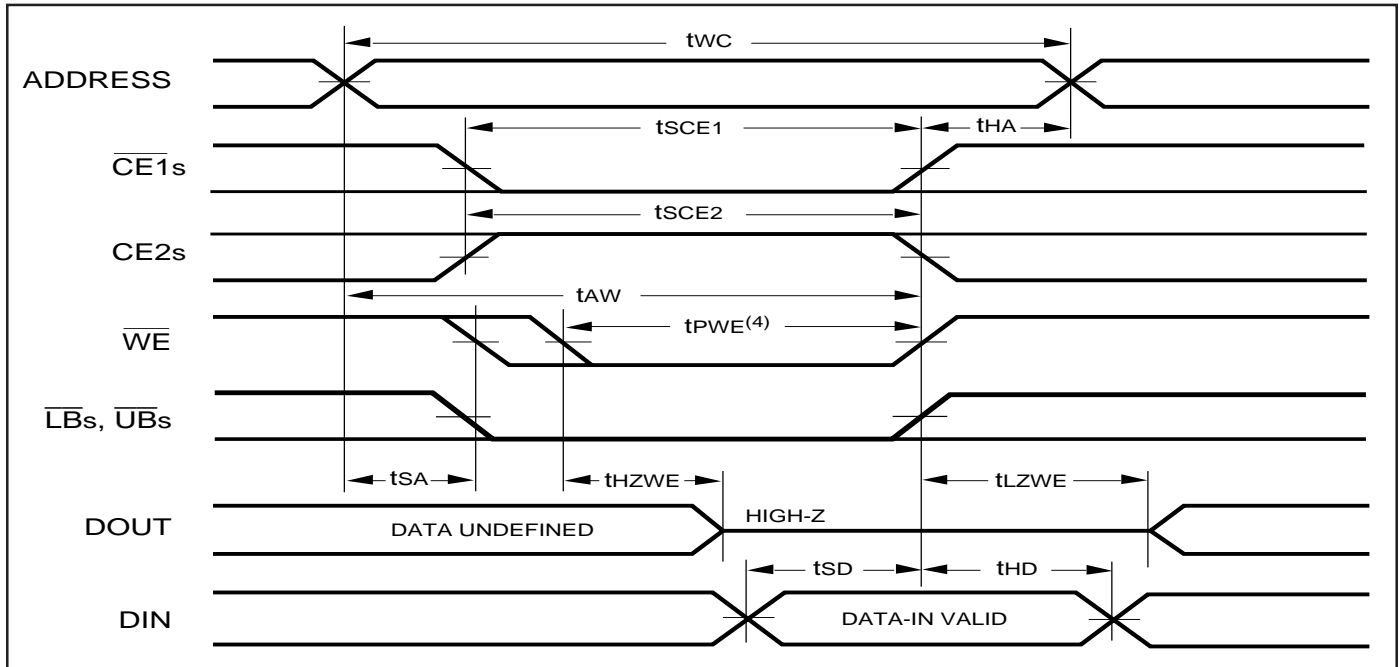 tWC
ADDRESS
tSCE1
tHA
CE1s
tSCE2
CE2s
tAW
tPWE(4)
WE
LBs, UBs
tSA
tHZWE
tLZWE
HIGH-Z
DOUT
DATA UNDEFINED
tSD
tHD
DIN
DATA-IN VALID